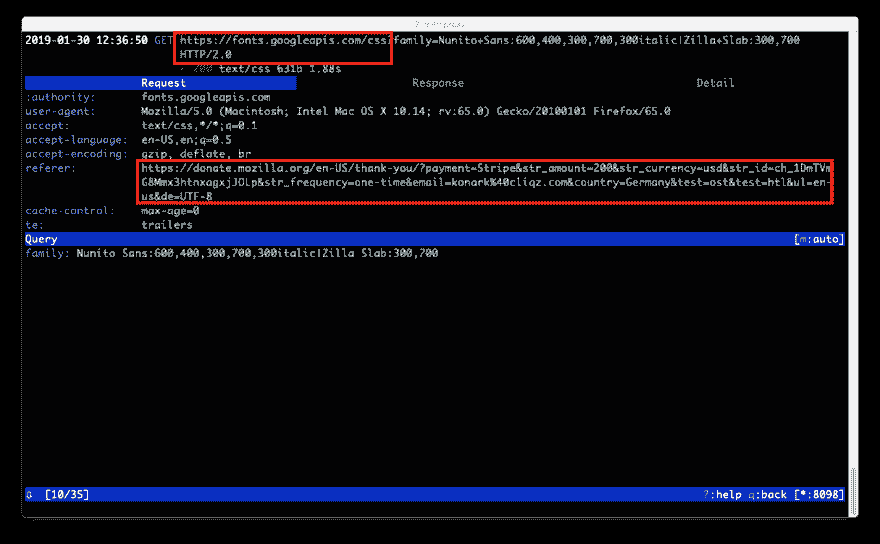 2019-01-30 12:36:50 GET https://fonts.googleapis.com/css?family=Nunito+Sans:600,400,300,700,300italic|Zilla+Slab:300,700
HTTP/2.0
200 text/css 631b 1.88s
Request Response Detail
:authority: fonts.googleapis.com
user-agent: Mozilla/5.0 (Macintosh; Intel Mac OS X 10.14; rv:65.0) Gecko/20100101 Firefox/65.0
accept: text/css,*/*;q=0.1
accept-language: en-US,en;q=0.5
accept-encoding: gzip, deflate, br
referer: https://donate.mozilla.org/en-US/thank-you/?payment=Stripe&str_amount=200&str_currency=usd&str_id=ch_1DmTVm
G8Mmx3htnxagxjJOLp&str_frequency=one-time&email=konark%40cliqz.com&country=Germany&test=ost&test=htl&ul=en-
us&de=UTF-8
cache-control: max-age=0
te: trailers
Query [m:auto]
family: Nunito Sans:600,400,300,700,300italic|Zilla Slab:300,700
⇩ [10/35] ?:help q:back [*:8098]